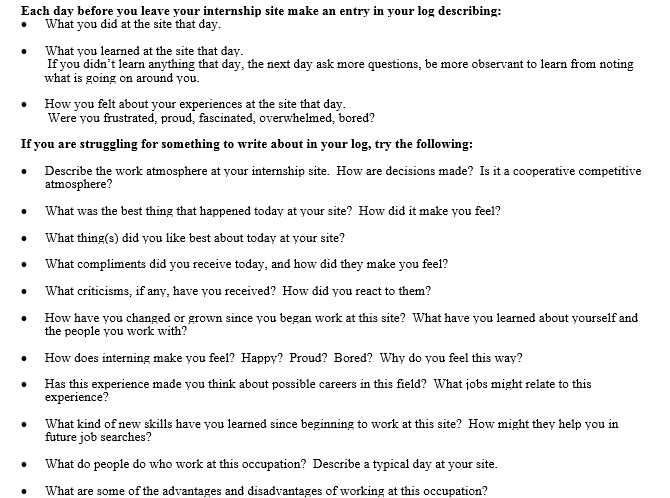 Each day before you leave your internship site make an entry in your log describing:
• What you did at the site that day.
• What you learned at the site that day.
If you didn't learn anything that day, the next day ask more questions, be more observant to learn from noting
what is going on around you.
• How you felt about your experiences at the site that day.
Were you frustrated, proud, fascinated, overwhelmed, bored?
If you are struggling for something to write about in your log, try the following:
• Describe the work atmosphere at your internship site. How are decisions made? Is it a cooperative competitive
atmosphere?
• What was the best thing that happened today at your site? How did it make you feel?
• What thing(s) did you like best about today at your site?
• What compliments did you receive today, and how did they make you feel?
• What criticisms, if any, have you received? How did you react to them?
• How have you changed or grown since you began work at this site? What have you learned about yourself and
the people you work with?
• How does interning make you feel? Happy? Proud? Bored? Why do you feel this way?
• Has this experience made you think about possible careers in this field? What jobs might relate to this
experience?
• What kind of new skills have you learned since beginning to work at this site? How might they help you in
future job searches?
• What do people do who work at this occupation? Describe a typical day at your site.
• What are some of the advantages and disadvantages of working at this occupation?